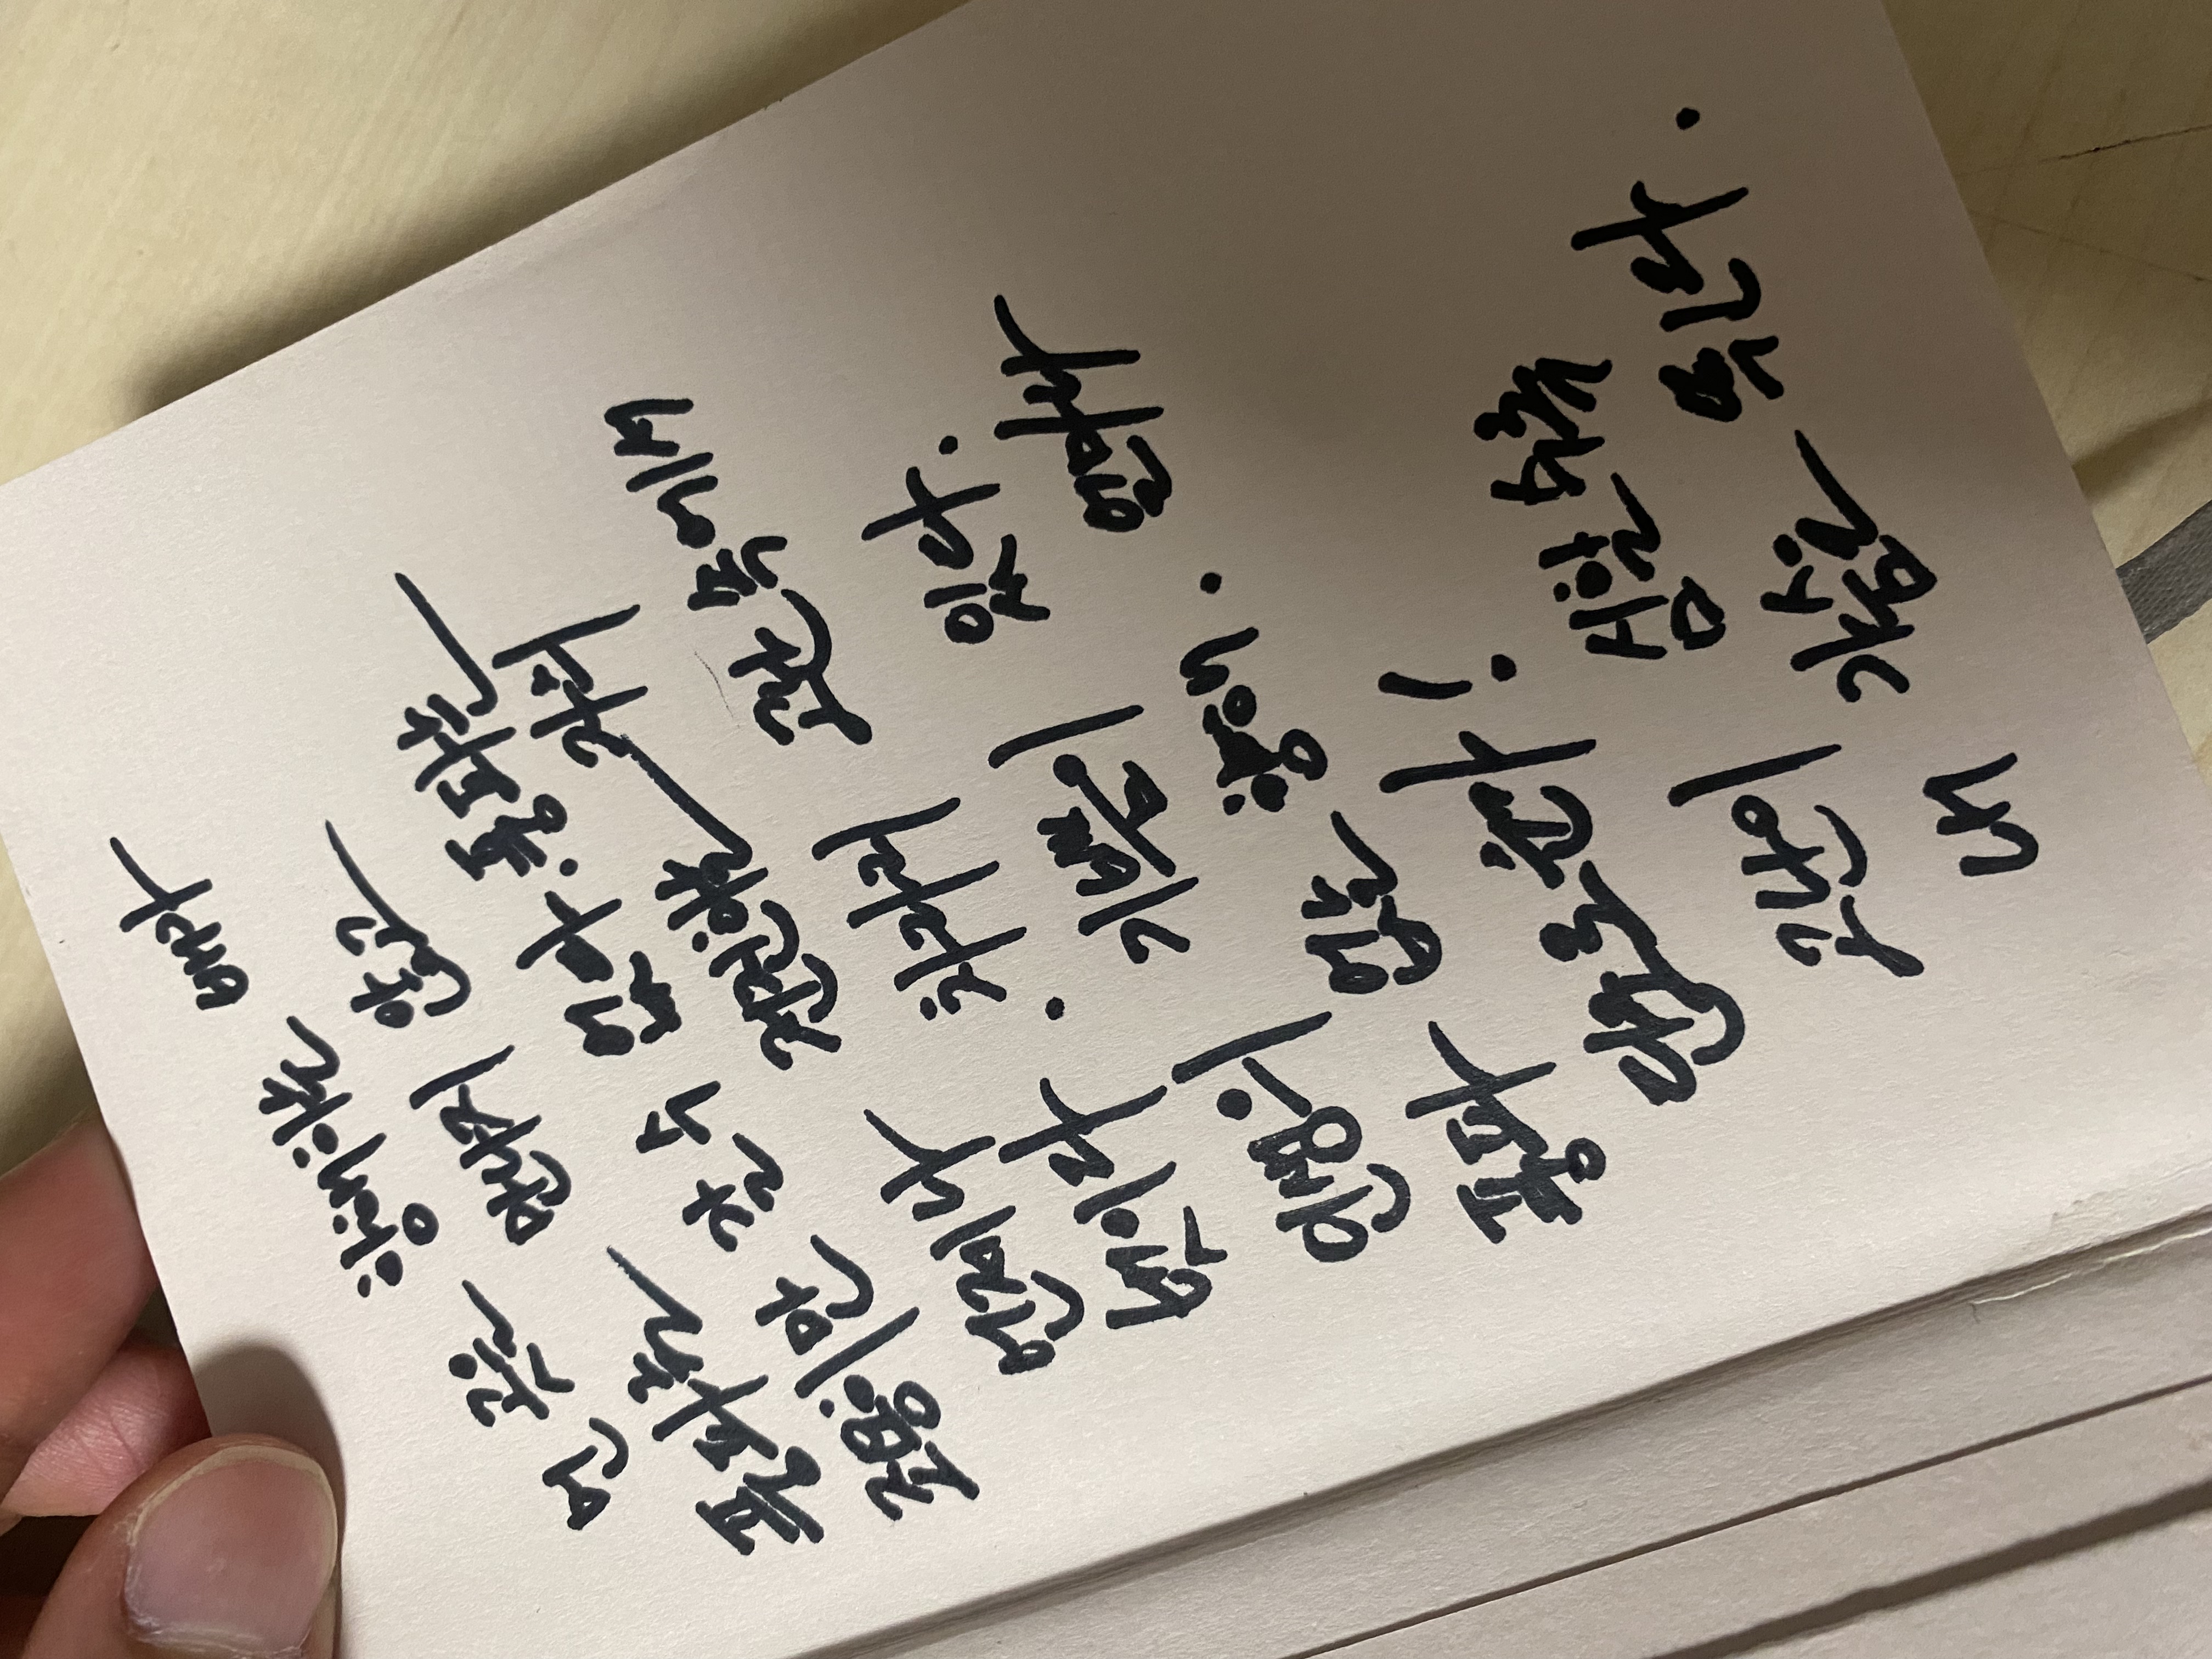 먼 곳을 항해하는 배가
풍파를 만나지 않고
조용히만 갈 수 없다. 풍파는
언제나 전진하는 자의
벗이다. 차라리 고난 속에서
인생의 기쁨이 있다.
풍파 없는 항해. 얼마나
단조로운가!
고난이 심할수록
내 가슴은 뛴다.